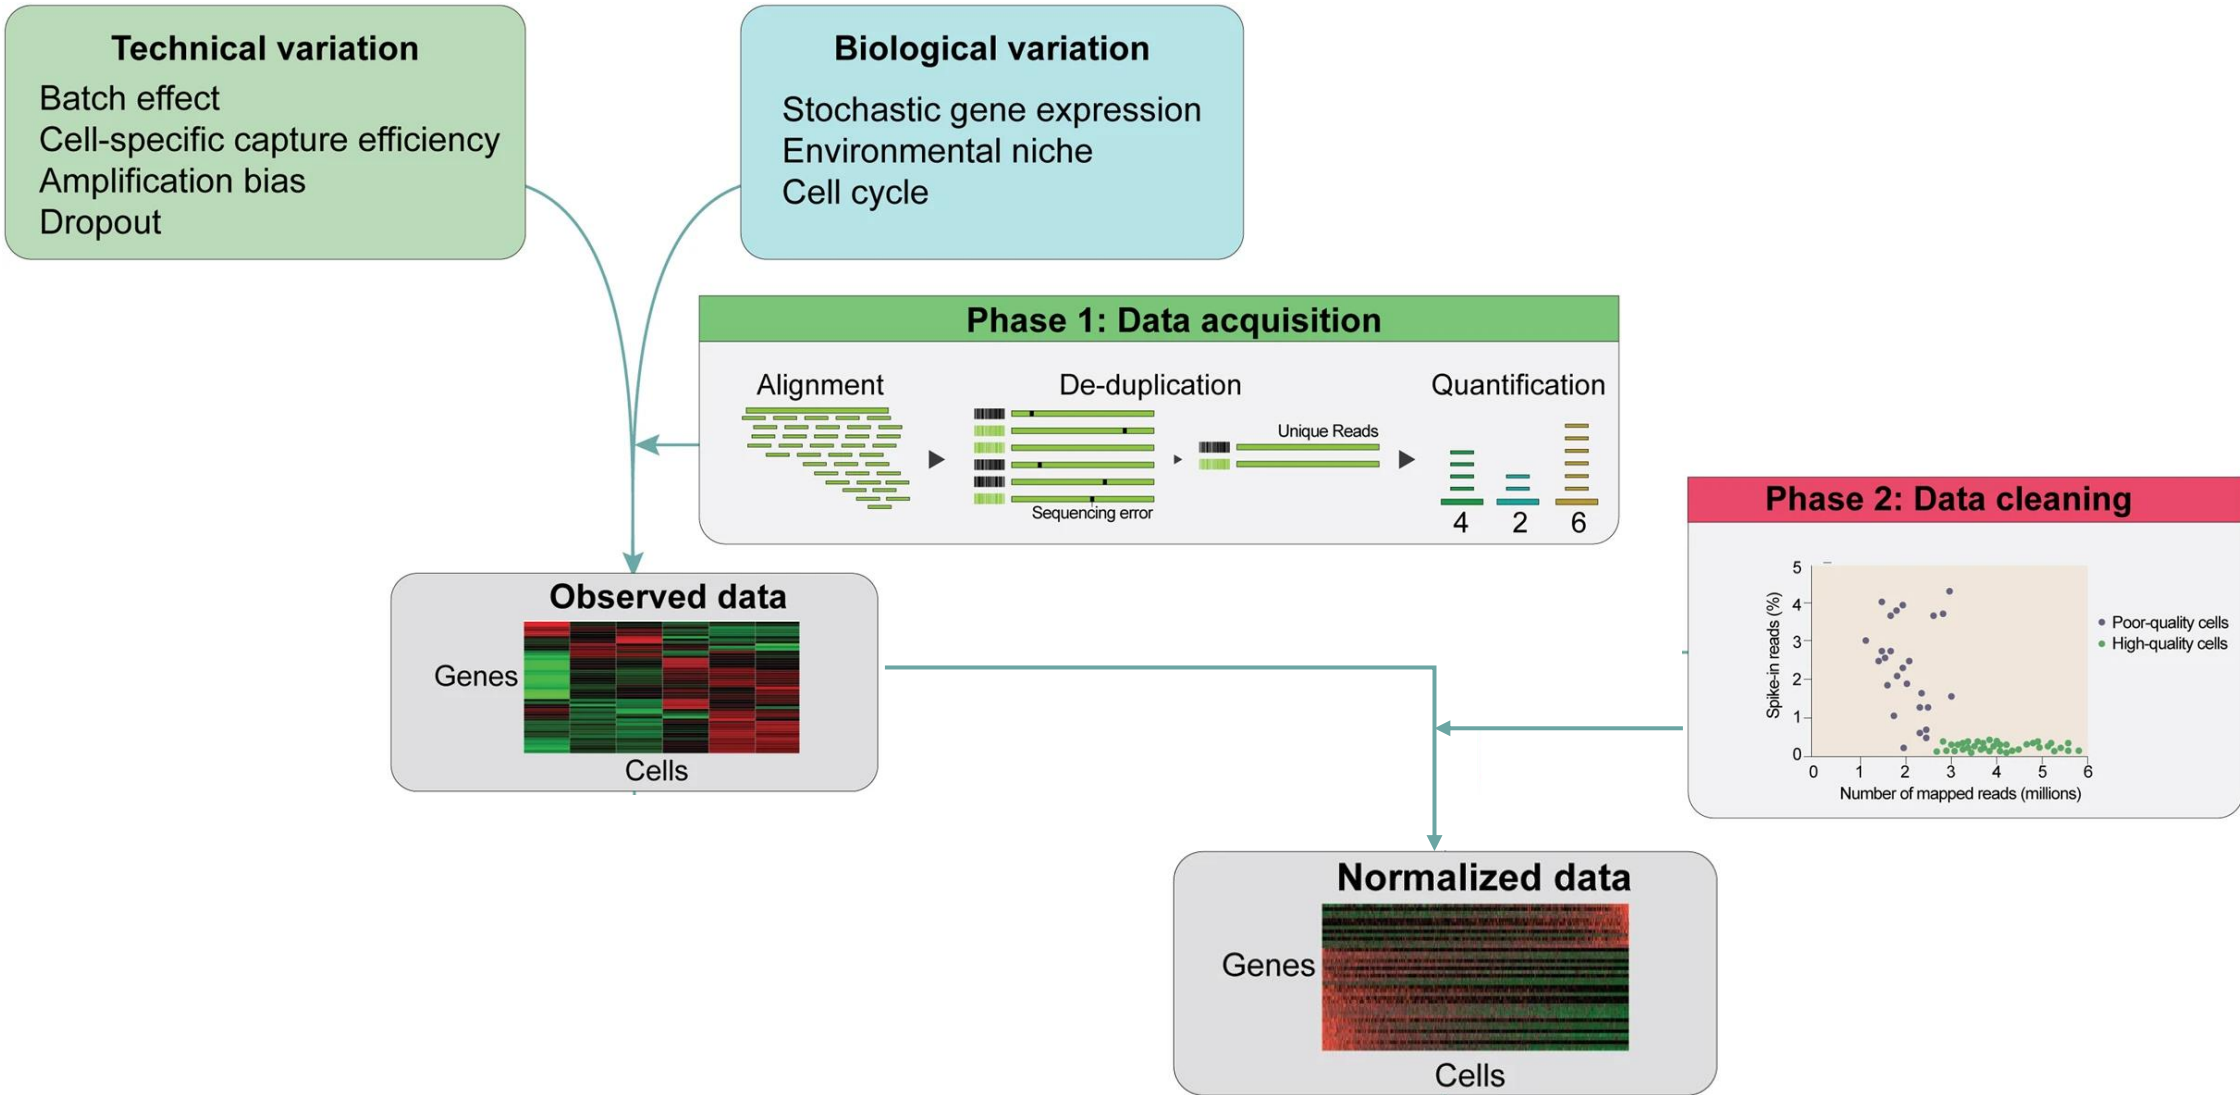 Technical variation
Batch effect
Cell-specific capture efficiency
Amplification bias
Dropout
Biological variation
Stochastic gene expression
Environmental niche
Cell cycle
Phase 1: Data acquisition
Alignment
De-duplication
Quantification
Unique Reads
Sequencing error
4 2 6
Phase 2: Data cleaning
Spike-in reads (%)
5
4
3
2
1
0
0 1 2 3 4 5 6
Number of mapped reads (millions)
Poor-quality cells
High-quality cells
Observed data
Genes
Cells
Normalized data
Genes
Cells